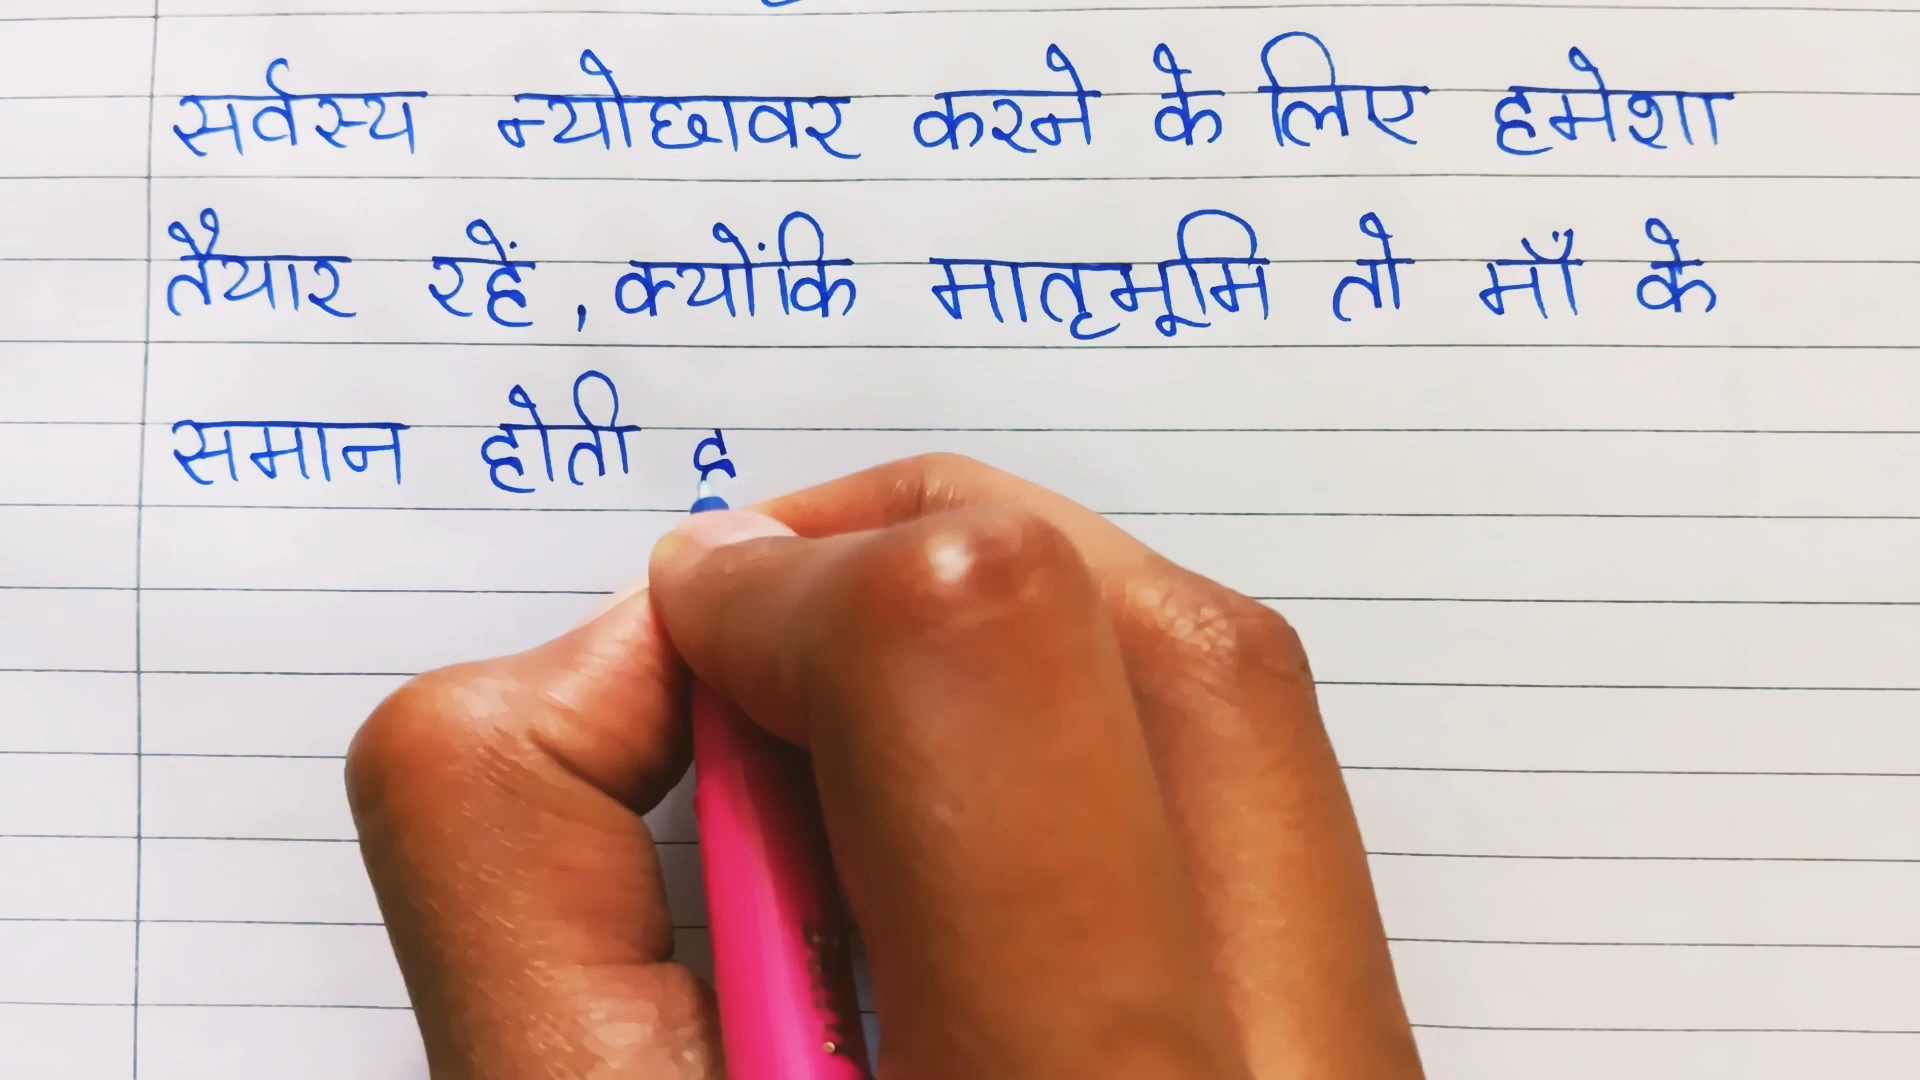 सर्वस्य न्योछावर करने के लिए हमेशा
तैयार रहें, क्योंकि मातृभूमि तो माँ के
समान होती ह